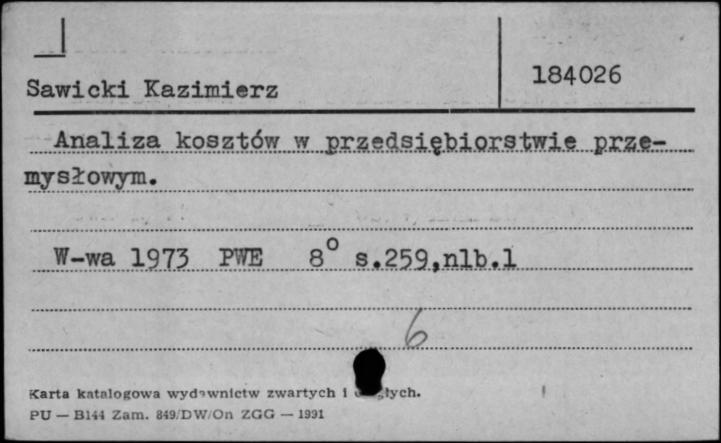 184026
Sawicki Kazimierz
Analiza kosztów w przedsiębiorstwie prze-
mysłowym.
W-wa 1973 PWE 8° s.259,nlb.1
6
Karta katalogowa wydawnictw zwartych i
PU — B144 Zam. 849/DW/On ZGG — 1991